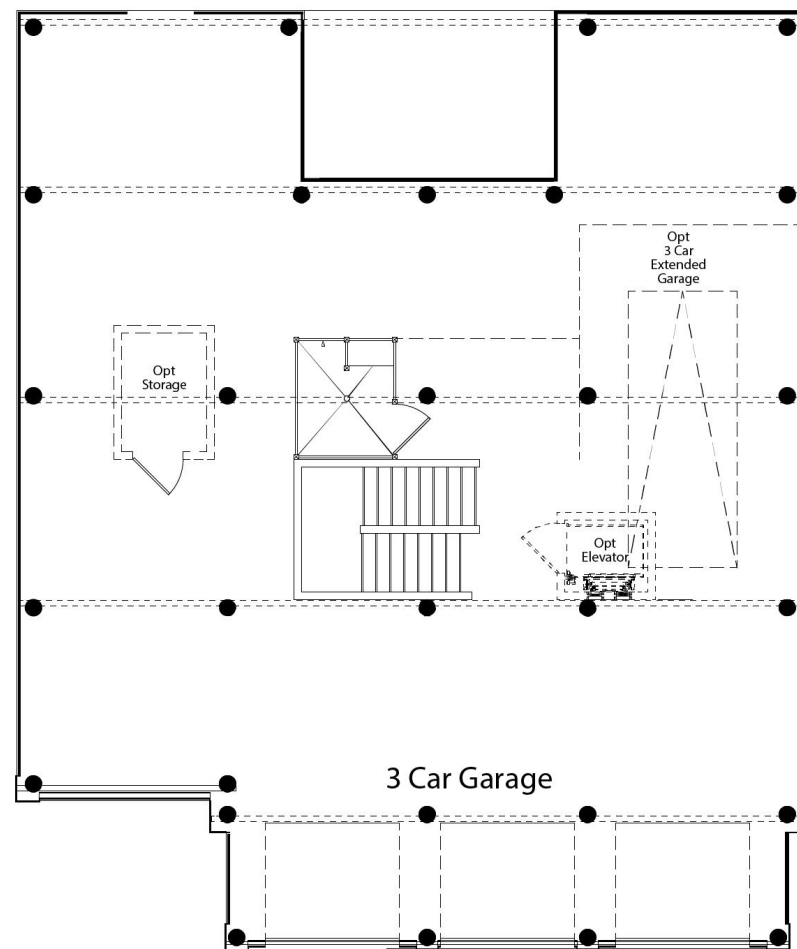 Opt
3 Car
Extended
Garage
Opt
Storage
Opt
Elevator
3 Car Garage